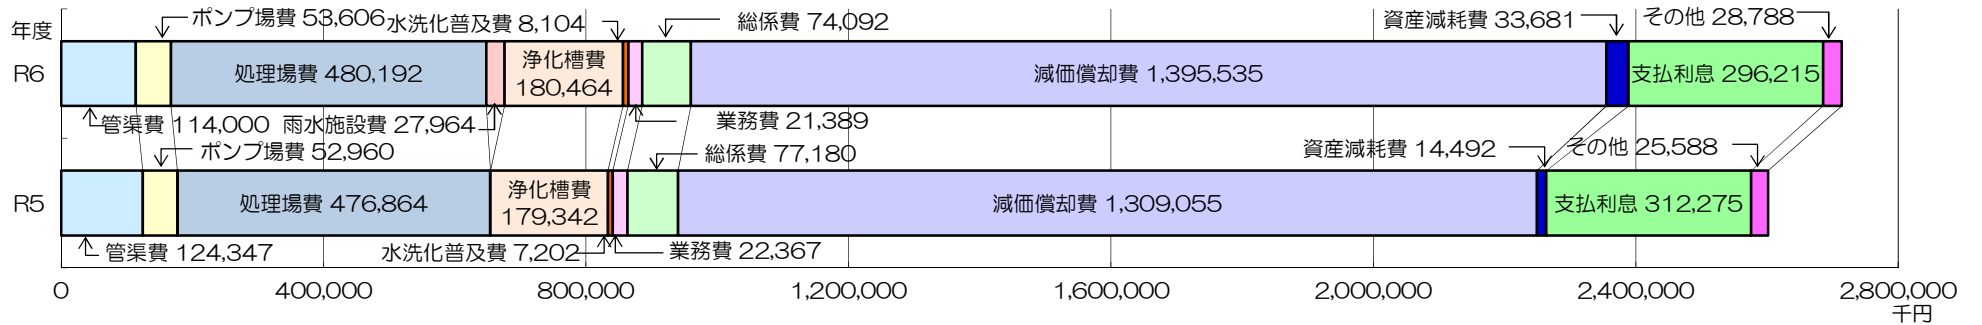 ポンプ場費 53,606
水洗化普及費 8,104
総係費 74,092
資産減耗費 33,681
その他 28,788
年度
R6
処理場費 480,192
浄化槽費
180,464
減価償却費 1,395,535
支払利息 296,215
管渠費 114,000
雨水施設費 27,964
業務費 21,389
ポンプ場費 52,960
総係費 77,180
資産減耗費 14,492
その他 25,588
R5
処理場費 476,864
浄化槽費
179,342
減価償却費 1,309,055
支払利息 312,275
管渠費 124,347
水洗化普及費 7,202
業務費 22,367
0
400,000
800,000
1,200,000
1,600,000
2,000,000
2,400,000
2,800,000
千円